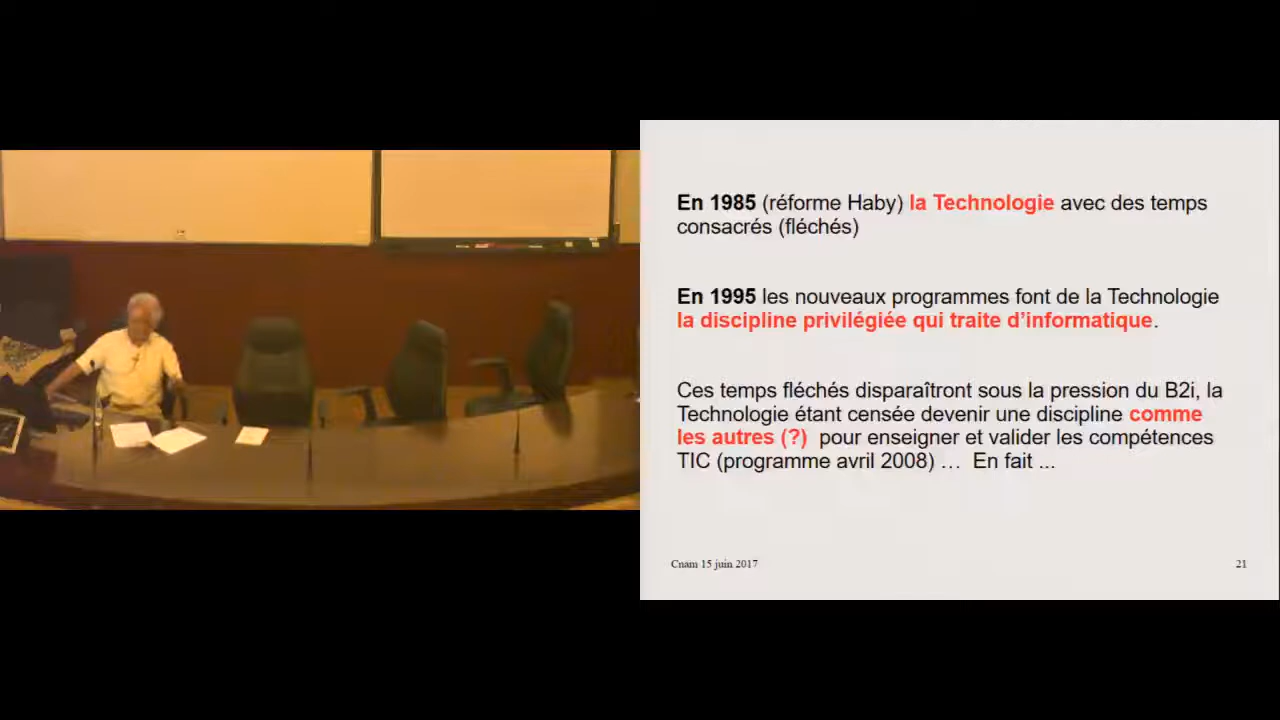 En 1985 (réforme Haby) la Technologie avec des temps
consacrés (fléchés)
En 1995 les nouveaux programmes font de la Technologie
la discipline privilégiée qui traite d'informatique.
Ces temps fléchés disparaîtront sous la pression du B2i, la
Technologie étant censée devenir une discipline comme
les autres (?) pour enseigner et valider les compétences
TIC (programme avril 2008) … En fait ...
Cnam 15 juin 2017
21